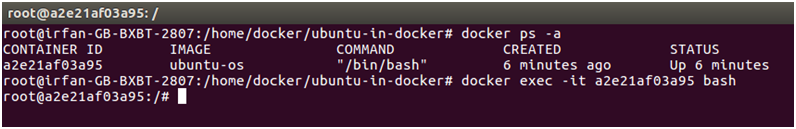 root@a2e21af03a95: /
root@irfan-GB-BXBT-2807:/home/docker/ubuntu-in-docker# docker ps -a
CONTAINER ID        IMAGE               COMMAND             CREATED             STATUS
a2e21af03a95        ubuntu-os           "/bin/bash"         6 minutes ago       Up 6 minutes
root@irfan-GB-BXBT-2807:/home/docker/ubuntu-in-docker# docker exec -it a2e21af03a95 bash
root@a2e21af03a95:/#